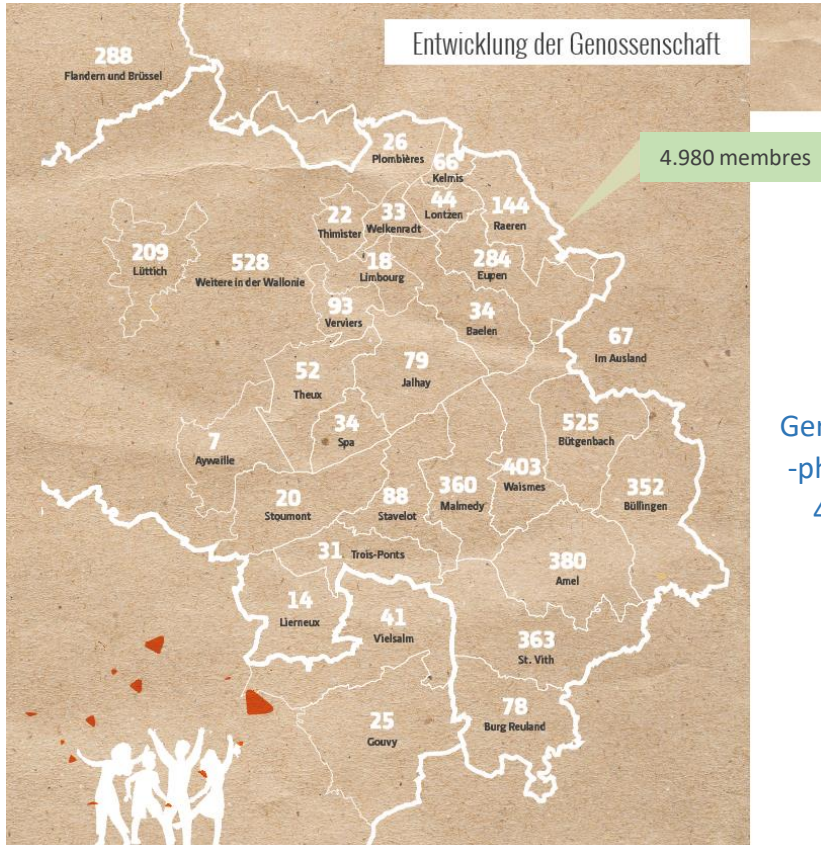 Entwicklung der Genossenschaft
288
Flandern und Brüssel
4.980 membres
26
Plombières
66
Kelmis
22
Thimister
33
Welkenradt
44
Lontzen
144
Raeren
209
Lüttich
528
Weitere in der Wallonie
18
Limbourg
284
Eupen
93
Verviers
34
Baelen
67
Im Ausland
52
Theux
79
Jalhay
7
Aywaille
34
Spa
525
Bütgenbach
20
Stoumont
88
Stavelot
360
Malmedy
403
Waismes
352
Büllingen
31 Trois-Ponts
380
Amel
14
Lierneux
41
Vielsalm
363
St. Vith
25
Gouvy
78
Burg Reuland